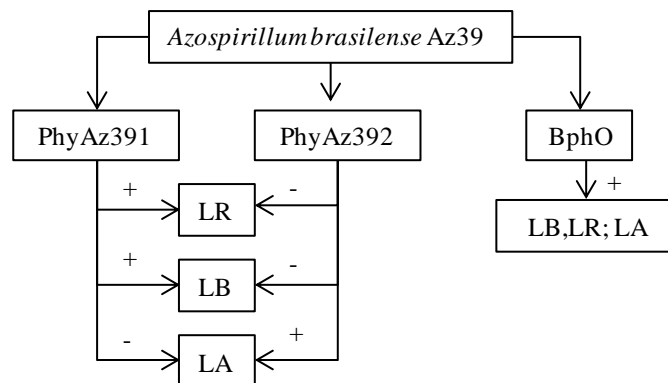 Azospirillumbrasilense Az39
PhyAz391
PhyAz392
BphO
+
-
+
LR
LB,LR; LA
+
-
LB
-
+
LA